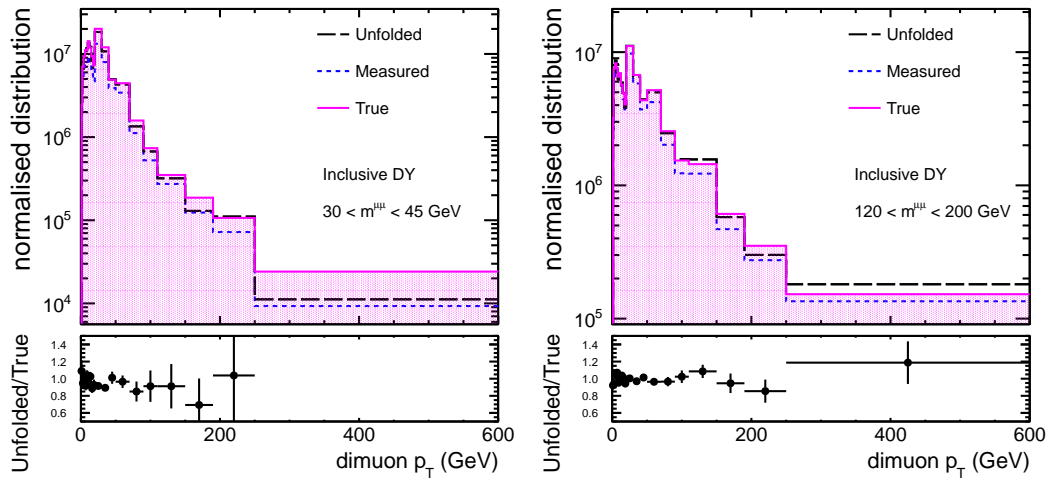 normalised distribution
10^7
10^6
10^5
10^4
Unfolded
Measured
True
Inclusive DY
30 < m^μμ < 45 GeV
Unfolded/True
1.4
1.2
1.0
0.8
0.6
0 200 400 600
dimuon p_T (GeV)
normalised distribution
10^7
10^6
10^5
Unfolded
Measured
True
Inclusive DY
120 < m^μμ < 200 GeV
Unfolded/True
1.4
1.2
1.0
0.8
0.6
0 200 400 600
dimuon p_T (GeV)